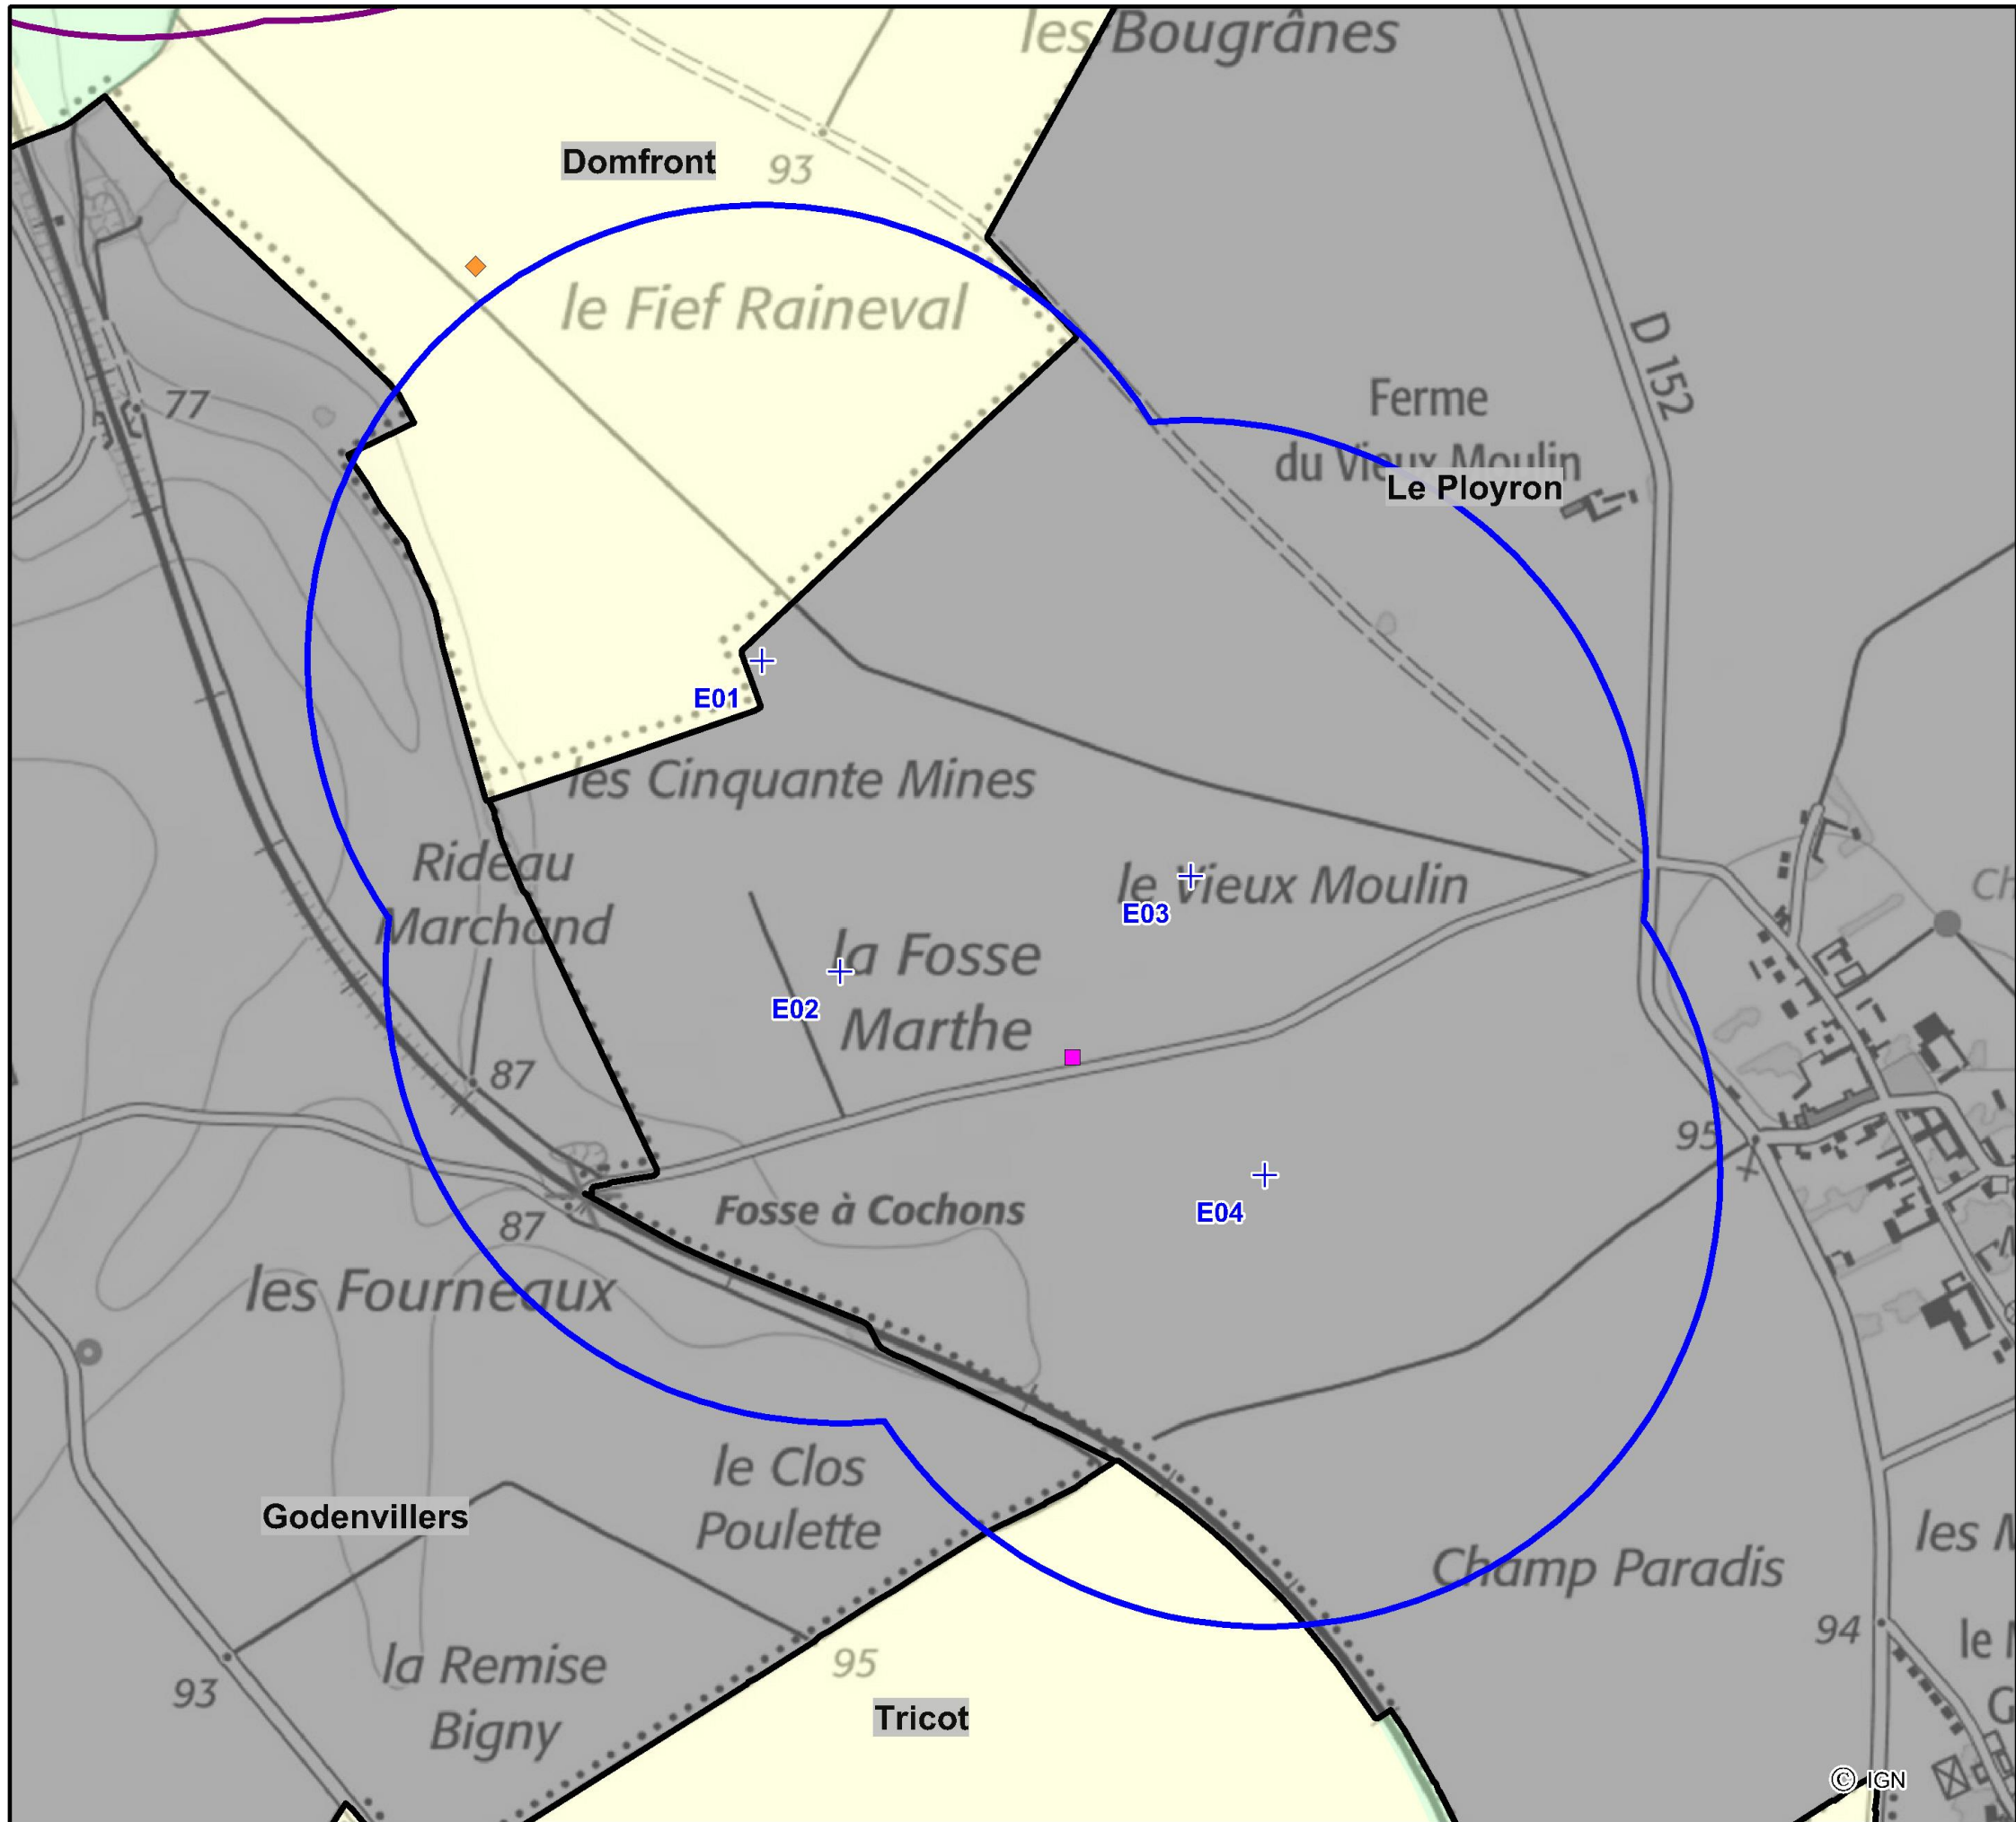 les Bougrânes
Domfront
93
le Fief Raineval
D 152
77
Ferme
du Vieux Moulin
Le Ployron
E01
les Cinquante Mines
Rideau
Marchand
le Vieux Moulin
E03
la Fosse
Marthe
E02
87
95
Fosse à Cochons
87
E04
les Fourneaux
le Clos
Poulette
Godenvillers
Champ Paradis
les
94
le
la Remise
Bigny
93
95
Tricot
© IGN